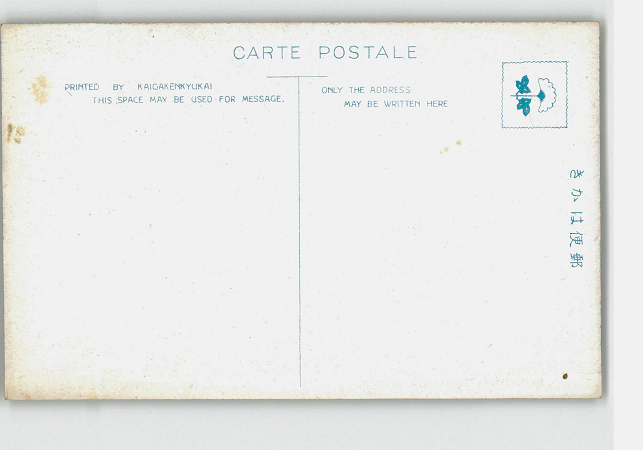 CARTE POSTALE
PRINTED BY KAIGAKENKYUKAI
THIS SPACE MAY BE USED FOR MESSAGE.
ONLY THE ADDRESS
MAY BE WRITTEN HERE
きかは便郵